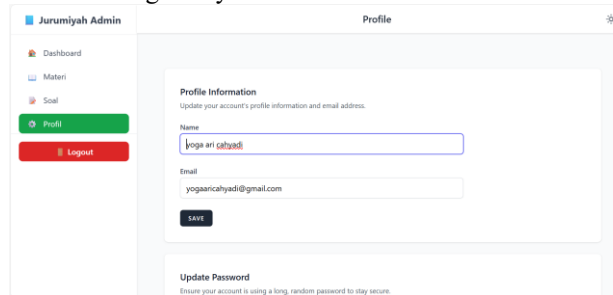 Jurumiyah Admin
Profile
Dashboard
Materi
Soal
Profil
Logout
Profile Information
Update your account's profile information and email address.
Name
yoga ari cahyadi
Email
yogaaricahyadi@gmail.com
SAVE
Update Password
Ensure your account is using a long, random password to stay secure.